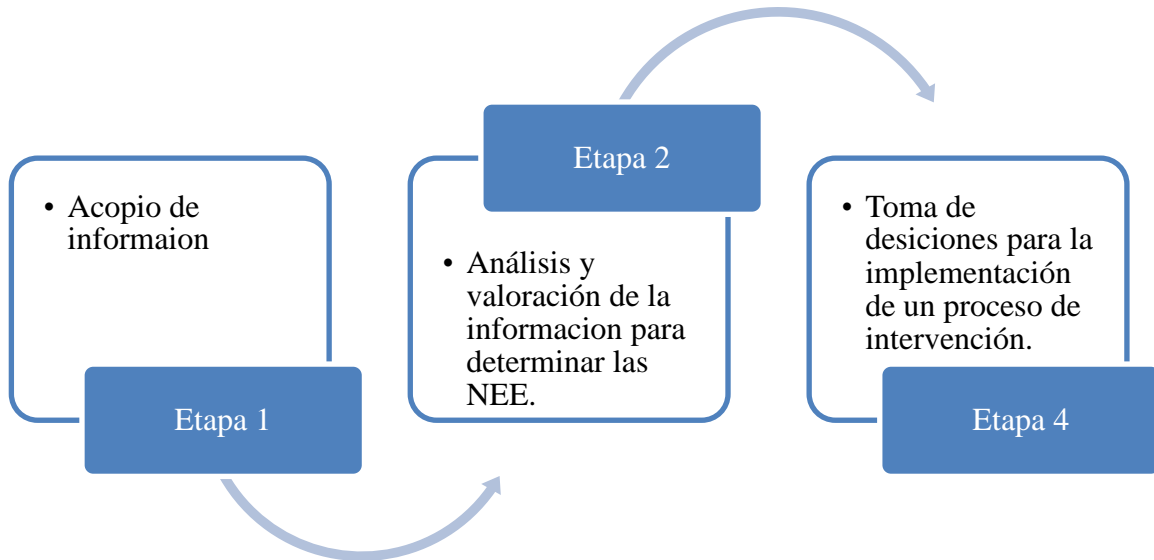 • Acopio de
informaion
Etapa 1
Etapa 2
• Análisis y
valoración de la
informacion para
determinar las
NEE.
• Toma de
desiciones para la
implementación
de un proceso de
intervención.
Etapa 4